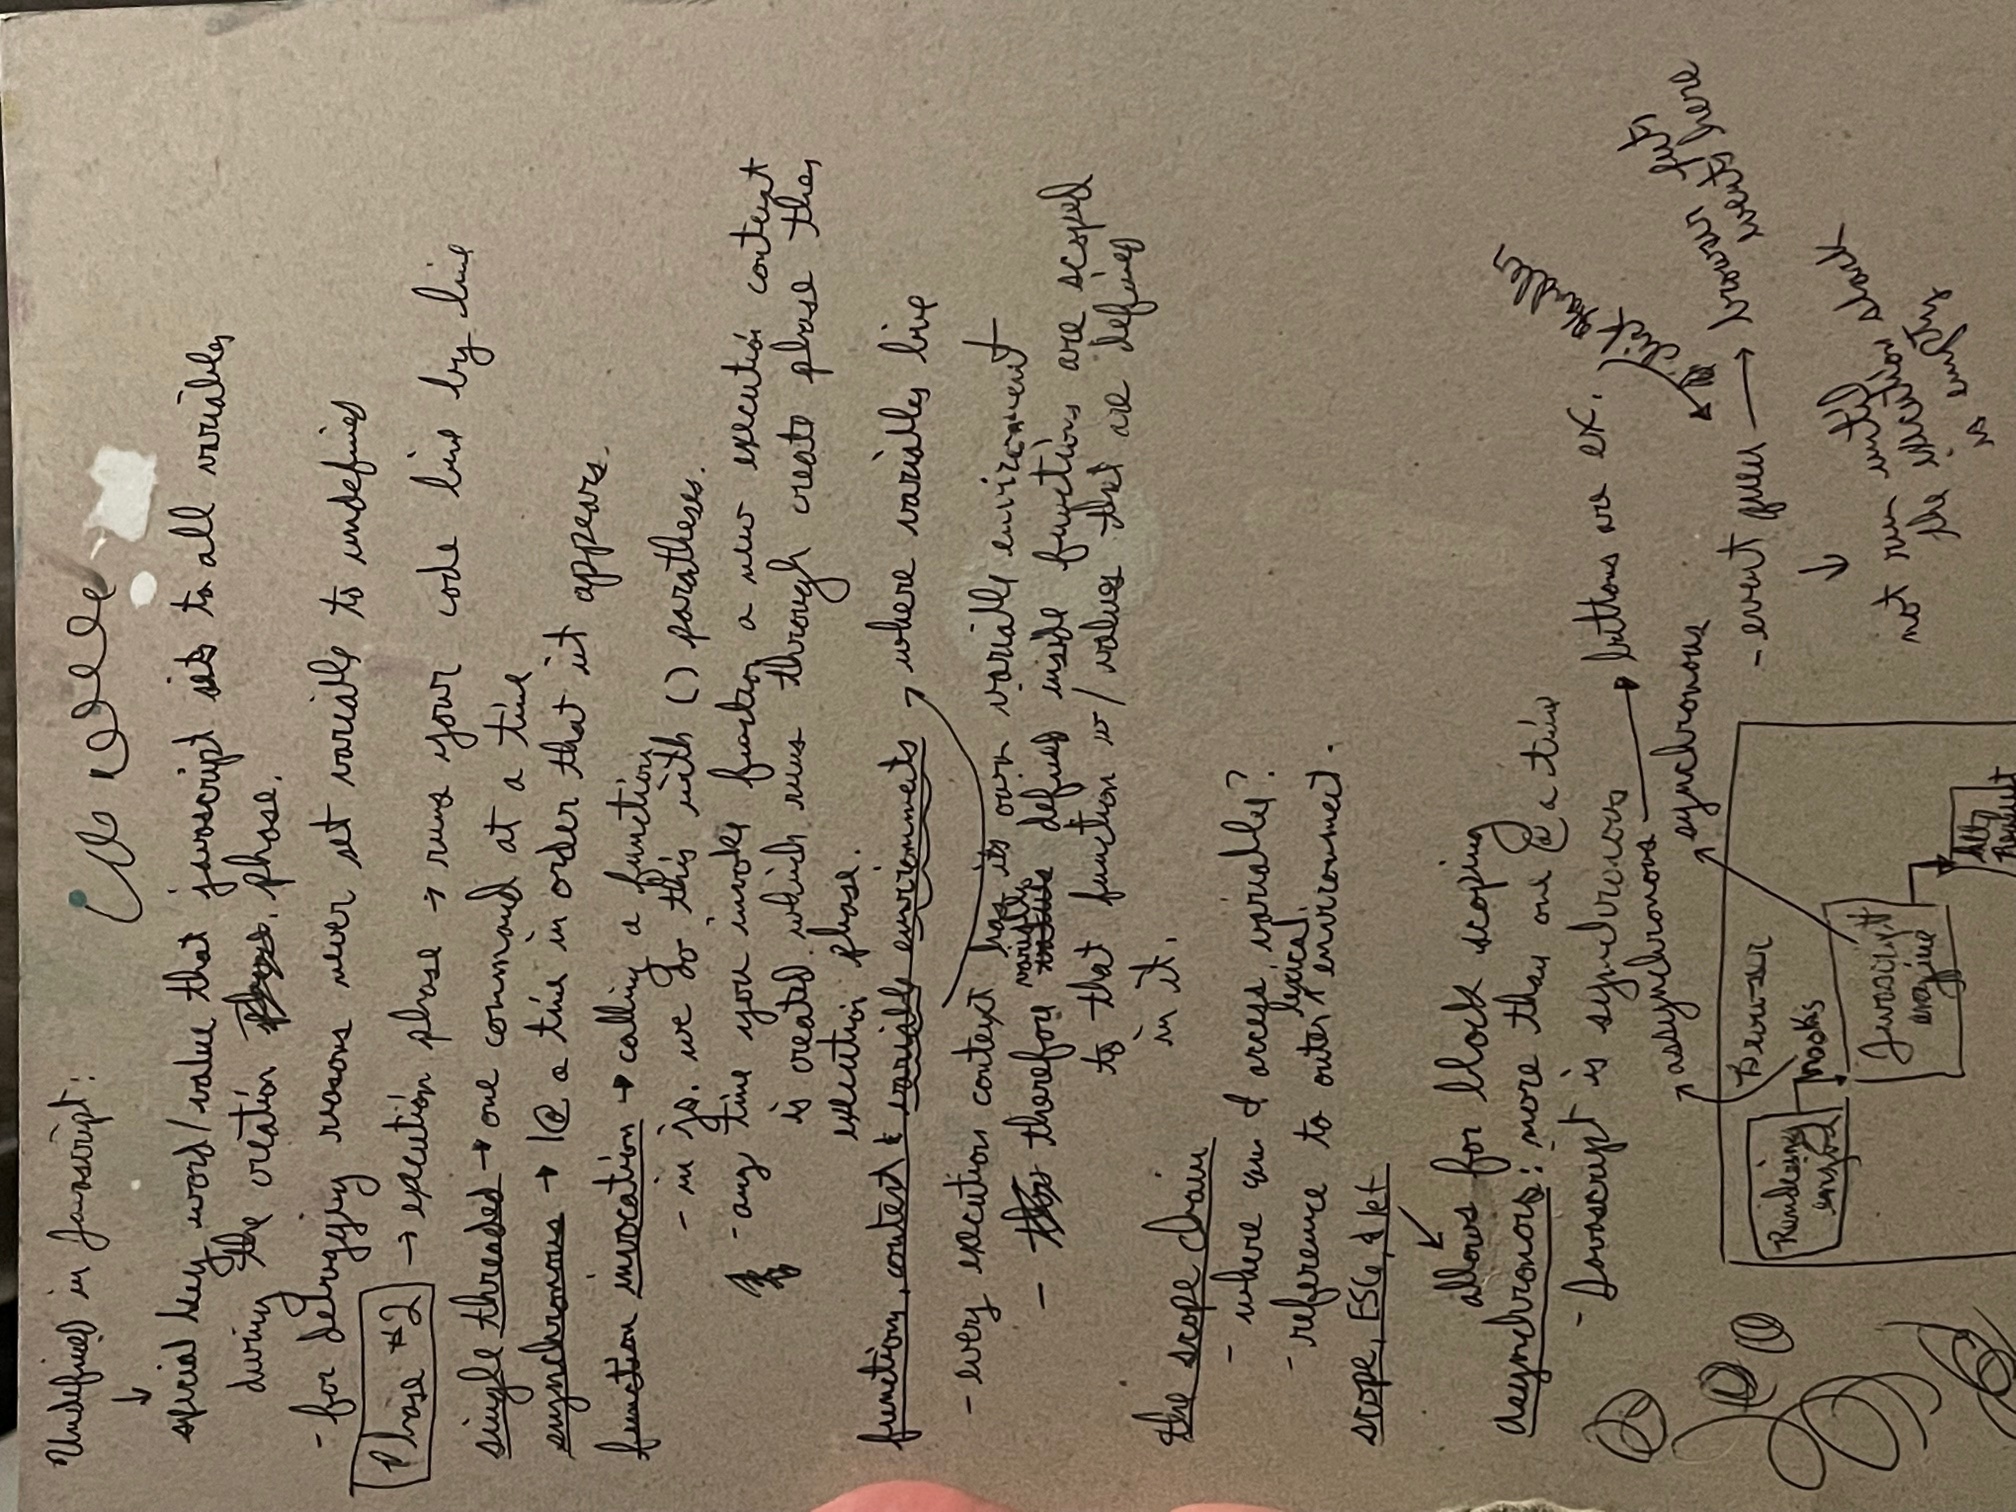 Undefined in Javascript:
↓
special key word/value that javascript sets to all variables
during the creation phase. phase.
- for debugging reasons never set variable to undefined
Phase #2 → execution phase → runs your code line by line
single threaded → one command at a time
synchronous → 1@ a time in order that it appears.
function invocation → calling a function
- in js. we do this with () paratheses.
- any time you invoke function a new execution context
is created which runs through create phase then
execution phase.
functions, context & variable environments → where variables live
- every execution context has its own variable environment
variables
- therefore values defined inside functions are scoped
to that function w/ values that are defined
in it.
the scope chain
- where can I access variable?
lexical
- reference to outer ^ environment.
scope, ES6, & let
allows for block scoping
asynchronous: more than one @ a time
- Javascript is synchronous
assynchronous → buttons are ex.
synchronous
click Handler
- event queu → browser puts
events here
not run until
the execution stack
is empty
Browser
Rendering
engine
hooks
Javascript
engine
Request